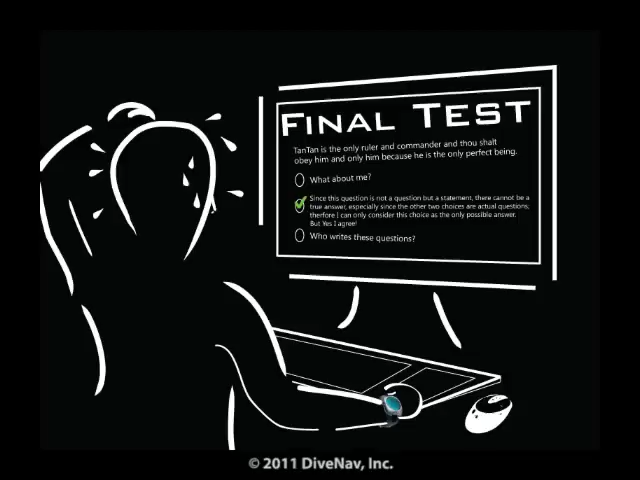 FINAL TEST
TanTan is the only ruler and commander and thou shalt
obey him and only him because he is the only perfect being.
What about me?
Since this question is not a question but a statement, there cannot be a
true answer, especially since the other two choices are actual questions,
therfore I can only consider this choice as the only possible answer.
But Yes I agree!
Who writes these questions?
© 2011 DiveNav, Inc.